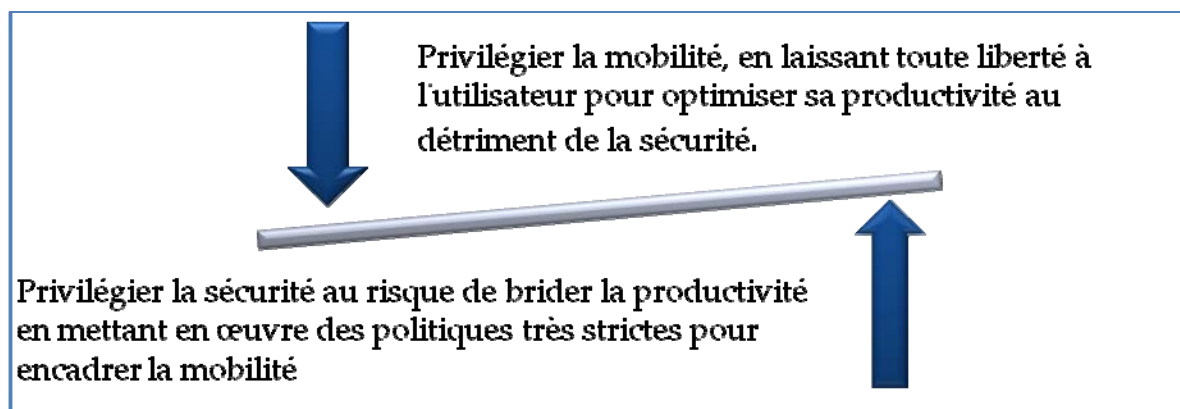 Privilégier la mobilité, en laissant toute liberté à
l'utilisateur pour optimiser sa productivité au
détriment de la sécurité.
Privilégier la sécurité au risque de brider la productivité
en mettant en œuvre des politiques très strictes pour
encadrer la mobilité